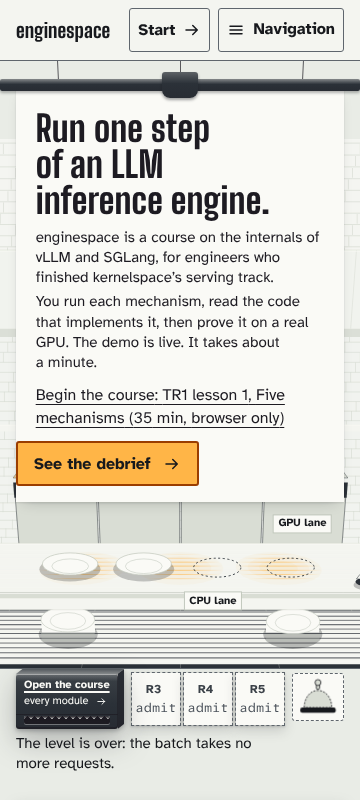 enginespace
Start →
Navigation
Run one step
of an LLM
inference engine.
enginespace is a course on the internals of
vLLM and SGLang, for engineers who
finished kernelspace's serving track.
You run each mechanism, read the code
that implements it, then prove it on a real
GPU. The demo is live. It takes about
a minute.
Begin the course: TR1 lesson 1, Five
mechanisms (35 min, browser only)
See the debrief →
GPU lane
CPU lane
Open the course
every module →
R3 R4 R5
admit admit admit
The level is over: the batch takes no
more requests.